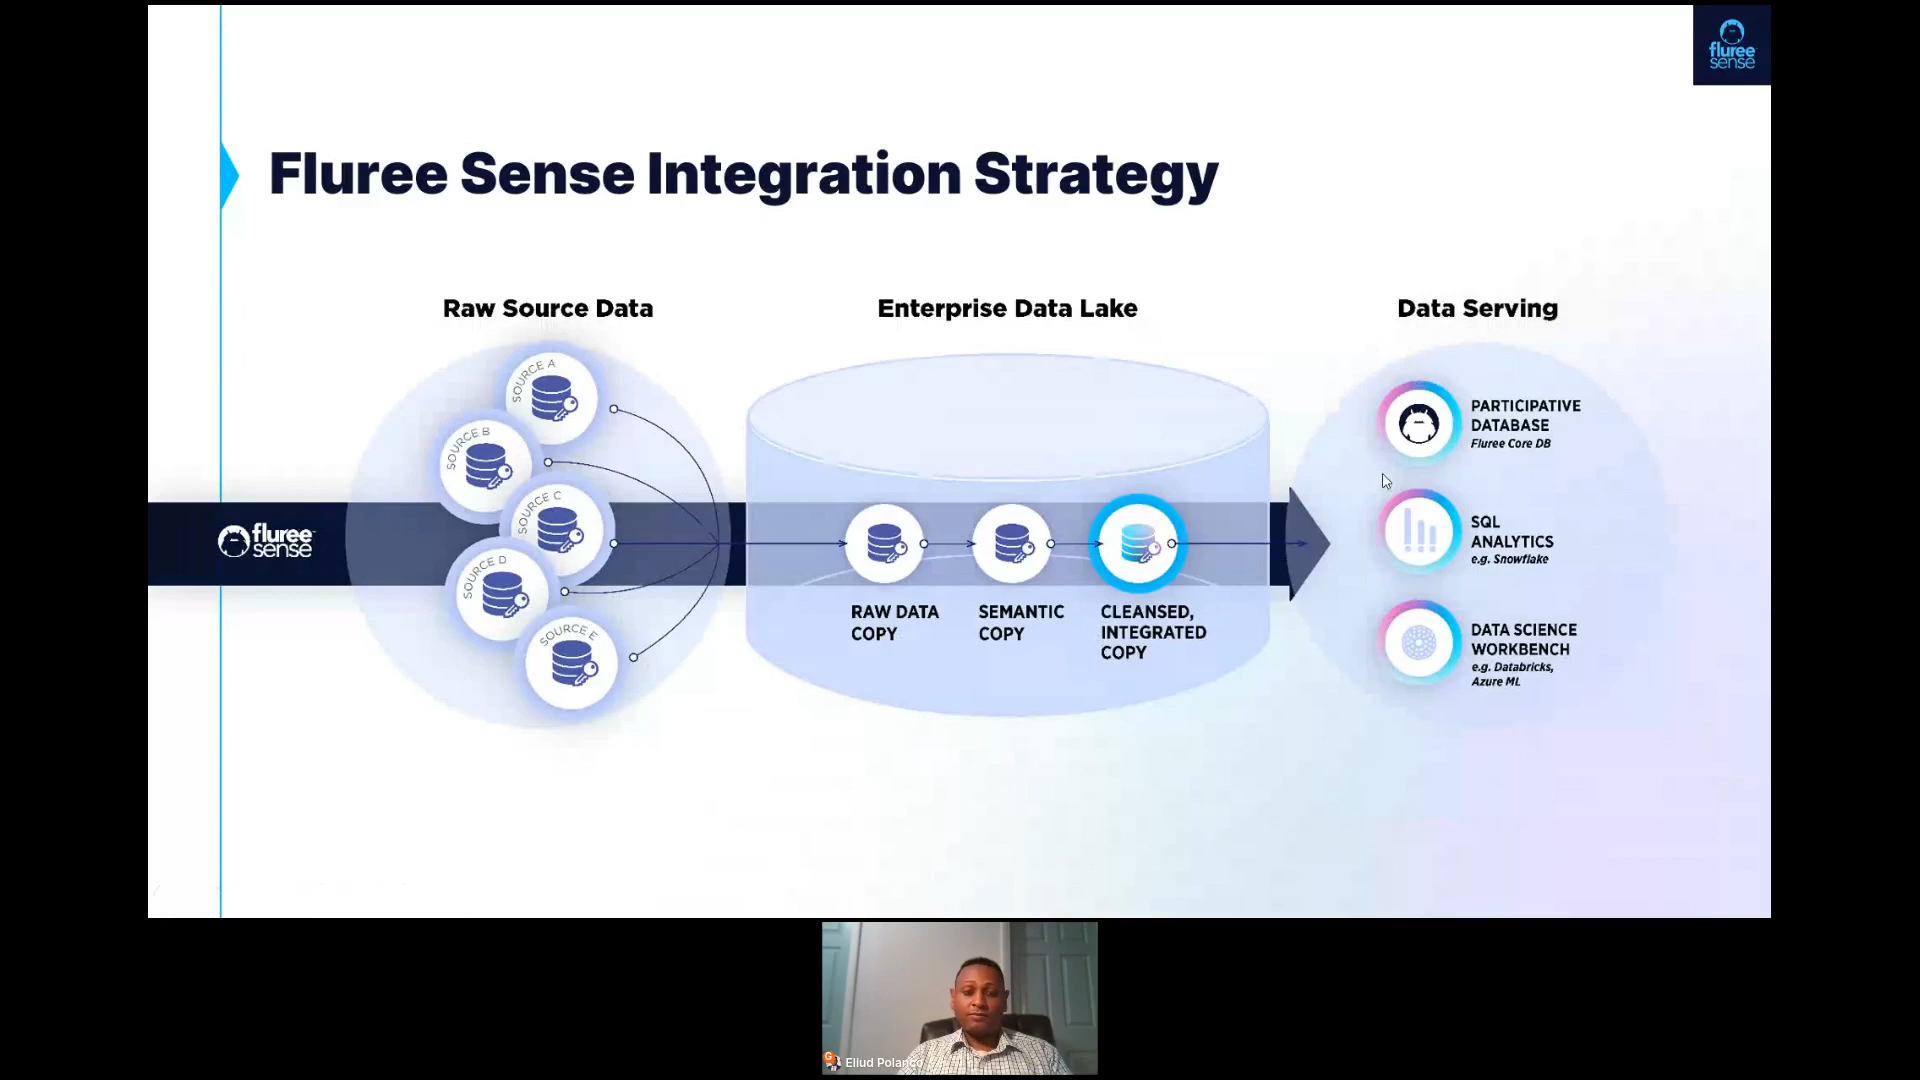 fluree
sense
Fluree Sense Integration Strategy
Raw Source Data
Enterprise Data Lake
Data Serving
SOURCE A
SOURCE B
SOURCE C
SOURCE D
SOURCE E
fluree
sense
RAW DATA
COPY
SEMANTIC
COPY
CLEANSED,
INTEGRATED
COPY
PARTICIPATIVE
DATABASE
Fluree Core DB
SQL
ANALYTICS
e.g. Snowflake
DATA SCIENCE
WORKBENCH
e.g. Databricks,
Azure ML
G
Eliud Polanco